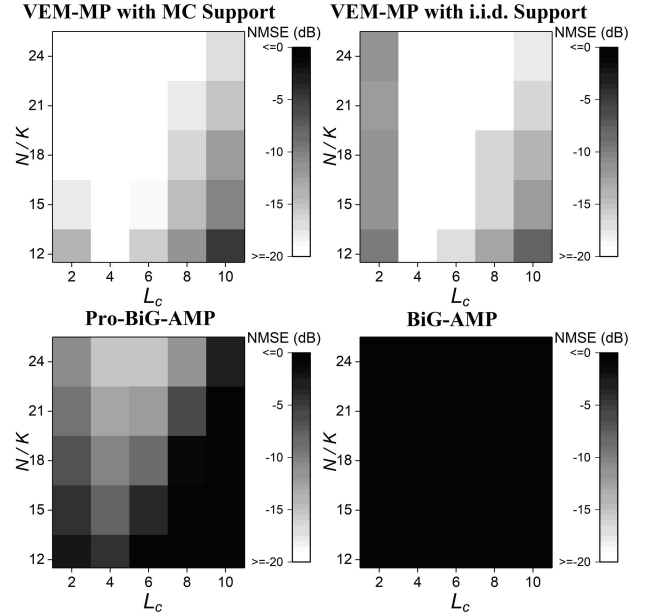 VEM-MP with MC Support
NMSE (dB)
<=0
-5
-10
-15
>=-20
24
21
18
15
12
N / K
2 4 6 8 10
Lc
VEM-MP with i.i.d. Support
NMSE (dB)
<=0
-5
-10
-15
>=-20
24
21
18
15
12
N / K
2 4 6 8 10
Lc
Pro-BiG-AMP
NMSE (dB)
<=0
-5
-10
-15
>=-20
24
21
18
15
12
N / K
2 4 6 8 10
Lc
BiG-AMP
NMSE (dB)
<=0
-5
-10
-15
>=-20
24
21
18
15
12
N / K
2 4 6 8 10
Lc